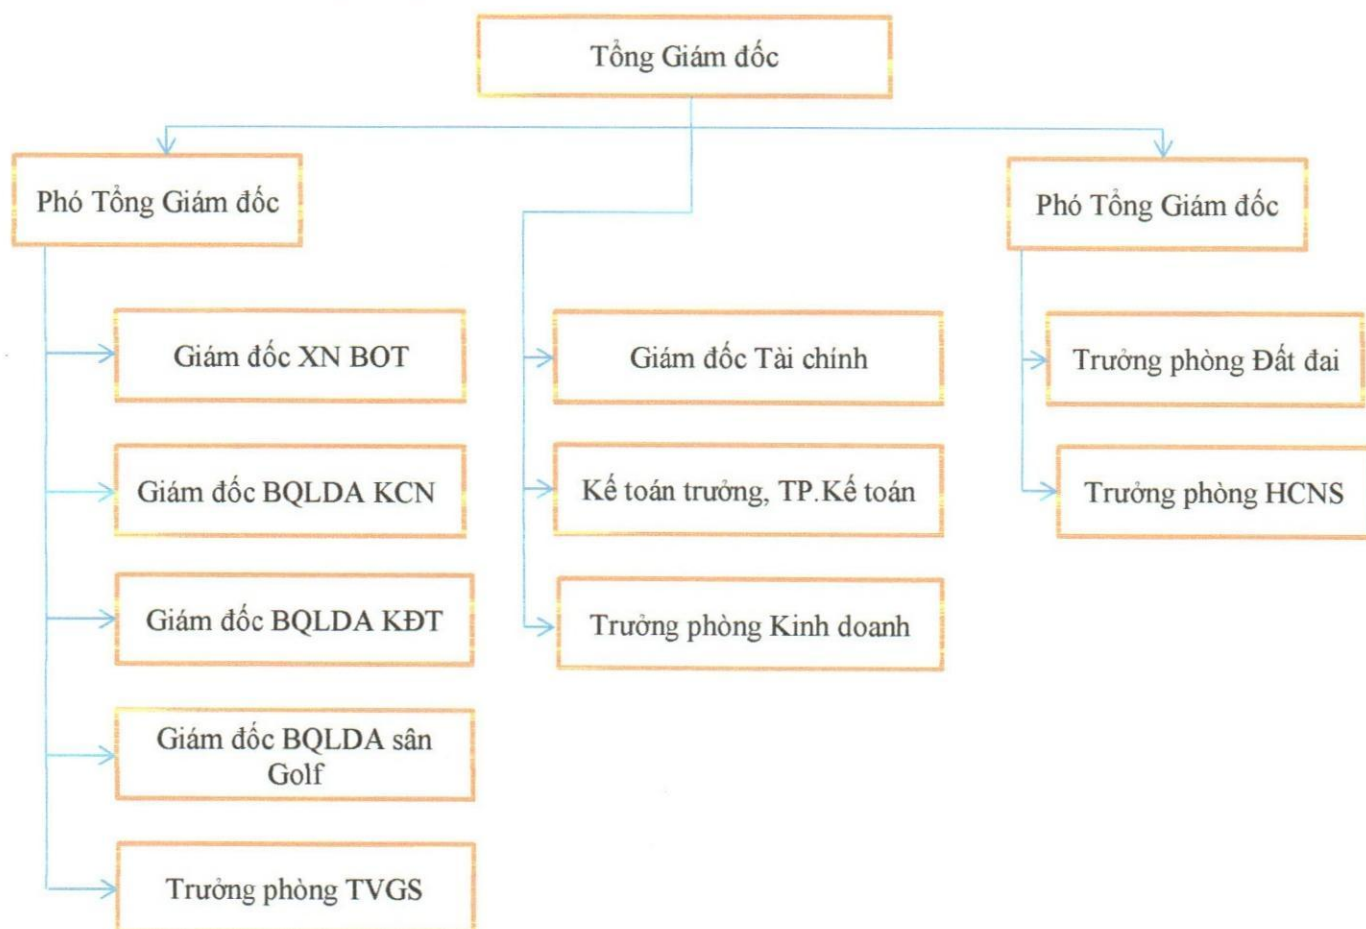 Tổng Giám đốc
Phó Tổng Giám đốc
Phó Tổng Giám đốc
Giám đốc XN BOT
Giám đốc Tài chính
Trưởng phòng Đất đai
Giám đốc BQLDA KCN
Kế toán trưởng, TP.Kế toán
Trưởng phòng HCNS
Giám đốc BQLDA KĐT
Trưởng phòng Kinh doanh
Giám đốc BQLDA sân
Golf
Trưởng phòng TVGS